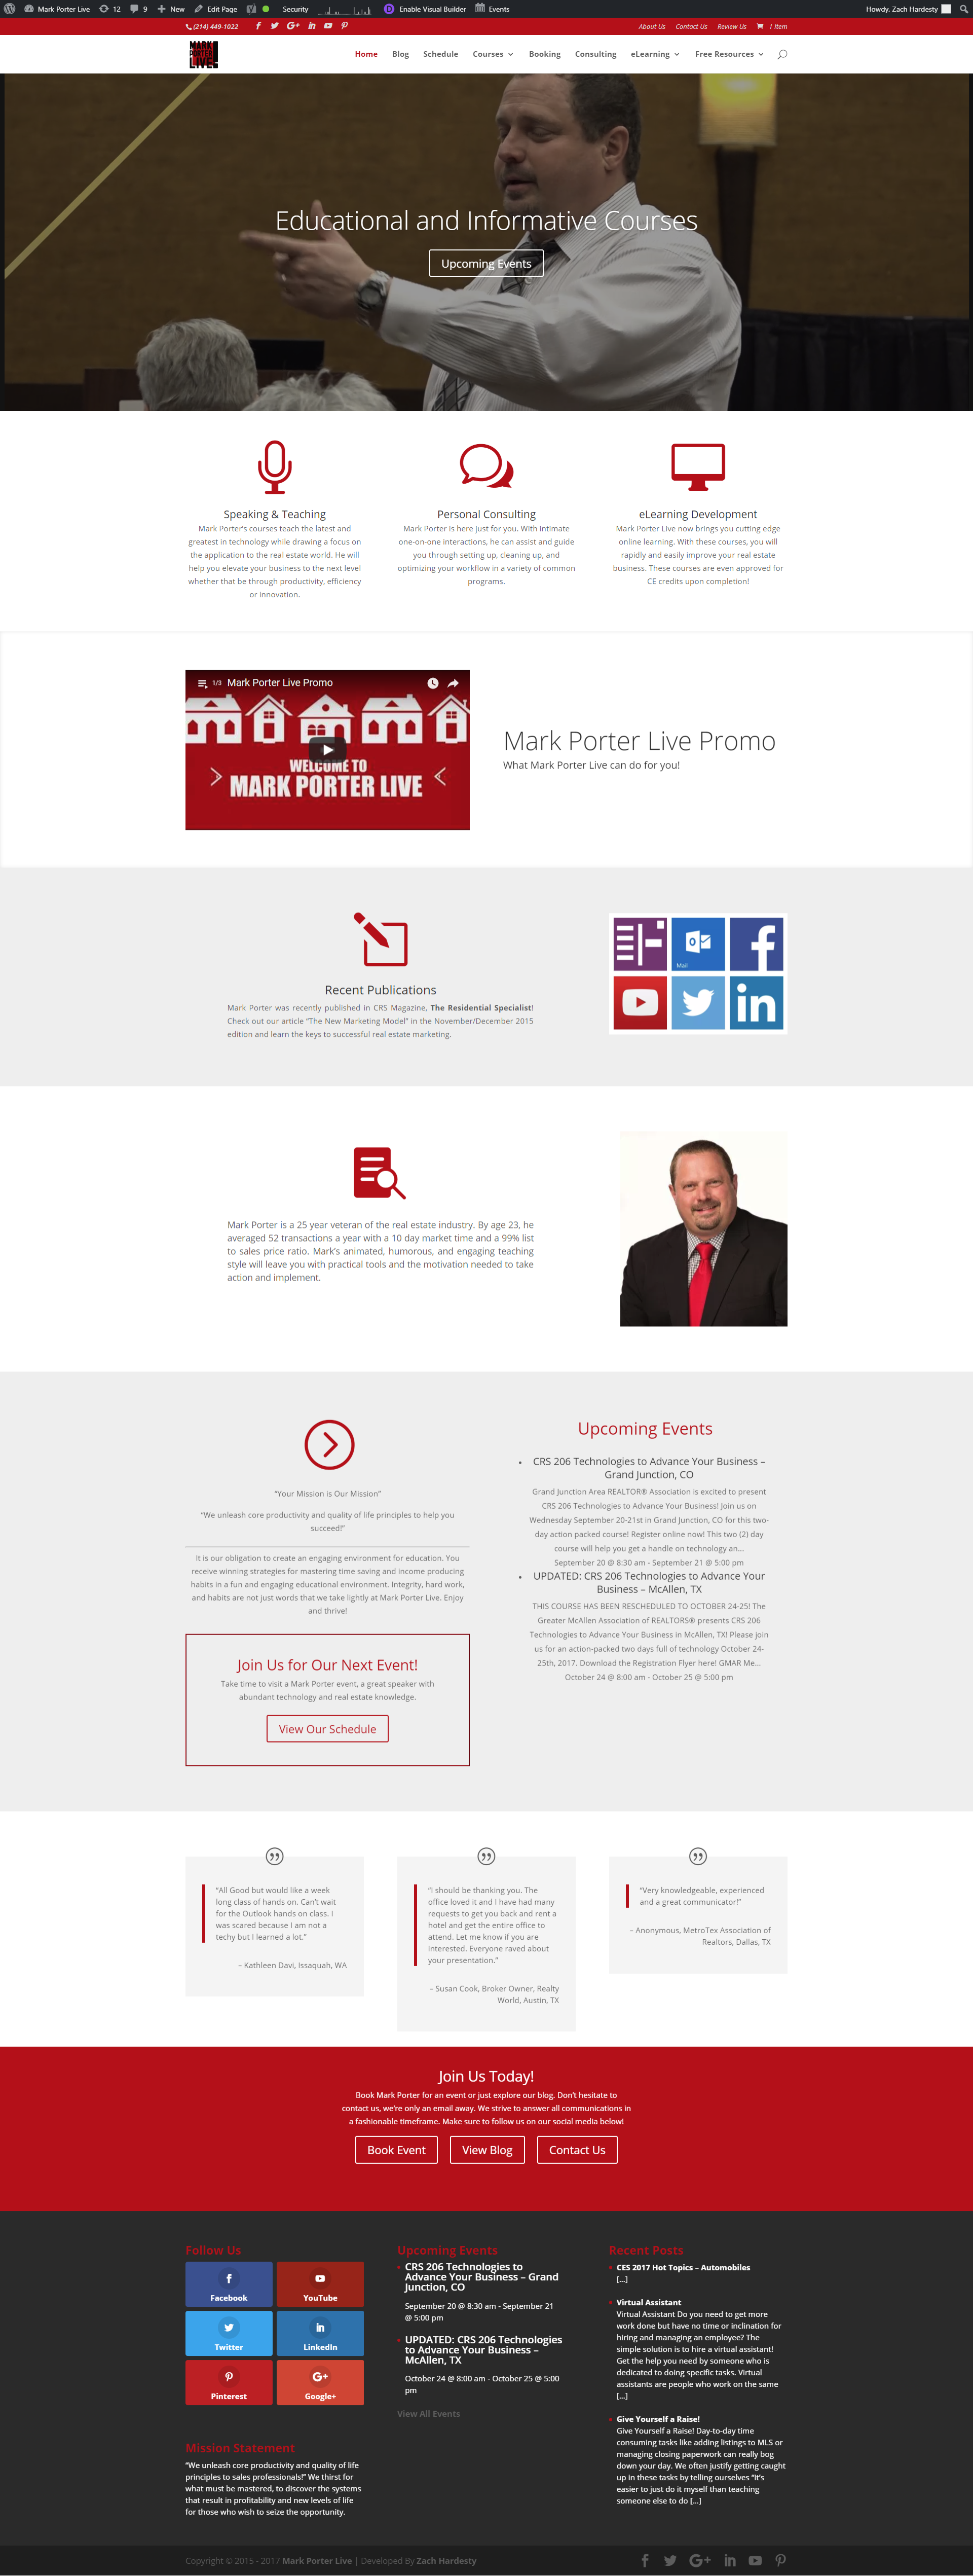 Mark Porter Live 12 9 New Edit Page Security Enable Visual Builder Events Howdy, Zach Hardesty
(214) 449-1022 About Us Contact Us Review Us 1 Item
MARK PORTER LIVE Home Blog Schedule Courses Booking Consulting eLearning Free Resources
Educational and Informative Courses
Upcoming Events
Speaking & Teaching
Mark Porter's courses teach the latest and
greatest in technology while drawing a focus on
the application to the real estate world. He will
help you elevate your business to the next level
whether that be through productivity, efficiency
or innovation.
Personal Consulting
Mark Porter is here just for you. With intimate
one-on-one interactions, he can assist and guide
you through setting up, cleaning up, and
optimizing your workflow in a variety of common
programs.
eLearning Development
Mark Porter Live now brings you cutting edge
online learning. With these courses, you will
rapidly and easily improve your real estate
business. These courses are even approved for
CE credits upon completion!
1/3 Mark Porter Live Promo
WELCOME TO
MARK PORTER LIVE
Mark Porter Live Promo
What Mark Porter Live can do for you!
Recent Publications
Mark Porter was recently published in CRS Magazine, The Residential Specialist!
Check out our article "The New Marketing Model" in the November/December 2015
edition and learn the keys to successful real estate marketing.
Mail
Mark Porter is a 25 year veteran of the real estate industry. By age 23, he
averaged 52 transactions a year with a 10 day market time and a 99% list
to sales price ratio. Mark's animated, humorous, and engaging teaching
style will leave you with practical tools and the motivation needed to take
action and implement.
"Your Mission is Our Mission"
"We unleash core productivity and quality of life principles to help you
succeed!"
It is our obligation to create an engaging environment for education. You
receive winning strategies for mastering time saving and income producing
habits in a fun and engaging educational environment. Integrity, hard work,
and habits are not just words that we take lightly at Mark Porter Live. Enjoy
and thrive!
Join Us for Our Next Event!
Take time to visit a Mark Porter event, a great speaker with
abundant technology and real estate knowledge.
View Our Schedule
Upcoming Events
CRS 206 Technologies to Advance Your Business –
Grand Junction, CO
Grand Junction Area REALTOR® Association is excited to present
CRS 206 Technologies to Advance Your Business! Join us on
Wednesday September 20-21st in Grand Junction, CO for this two-
day action packed course! Register online now! This two (2) day
course will help you get a handle on technology an...
September 20 @ 8:30 am - September 21 @ 5:00 pm
UPDATED: CRS 206 Technologies to Advance Your
Business – McAllen, TX
THIS COURSE HAS BEEN RESCHEDULED TO OCTOBER 24-25! The
Greater McAllen Association of REALTORS® presents CRS 206
Technologies to Advance Your Business in McAllen, TX! Please join
us for an action-packed two days full of technology October 24-
25th, 2017. Download the Registration Flyer here! GMAR Me...
October 24 @ 8:00 am - October 25 @ 5:00 pm
"All Good but would like a week
long class of hands on. Can't wait
for the Outlook hands on class. I
was scared because I am not a
techy but I learned a lot."
– Kathleen Davi, Issaquah, WA
"I should be thanking you. The
office loved it and I have had many
requests to get you back and rent a
hotel and get the entire office to
attend. Let me know if you are
interested. Everyone raved about
your presentation."
– Susan Cook, Broker Owner, Realty
World, Austin, TX
"Very knowledgeable, experienced
and a great communicator!"
– Anonymous, MetroTex Association of
Realtors, Dallas, TX
Join Us Today!
Book Mark Porter for an event or just explore our blog. Don't hesitate to
contact us, we're only an email away. We strive to answer all communications in
a fashionable timeframe. Make sure to follow us on our social media below!
Book Event View Blog Contact Us
Follow Us
Facebook YouTube
Twitter LinkedIn
Pinterest Google+
Mission Statement
"We unleash core productivity and quality of life
principles to sales professionals!" We thirst for
what must be mastered, to discover the systems
that result in profitability and new levels of life
for those who wish to seize the opportunity.
Upcoming Events
CRS 206 Technologies to
Advance Your Business – Grand
Junction, CO
September 20 @ 8:30 am - September 21
@ 5:00 pm
UPDATED: CRS 206 Technologies
to Advance Your Business –
McAllen, TX
October 24 @ 8:00 am - October 25 @ 5:00
pm
View All Events
Recent Posts
CES 2017 Hot Topics – Automobiles
[...]
Virtual Assistant
Virtual Assistant Do you need to get more
work done but have no time or inclination for
hiring and managing an employee? The
simple solution is to hire a virtual assistant!
Get the help you need by someone who is
dedicated to doing specific tasks. Virtual
assistants are people who work on the same
[...]
Give Yourself a Raise!
Give Yourself a Raise! Day-to-day time
consuming tasks like adding listings to MLS or
managing closing paperwork can really bog
down your day. We often justify getting caught
up in these tasks by telling ourselves "It's
easier to just do it myself than teaching
someone else to do [...]
Copyright © 2015 - 2017 Mark Porter Live | Developed By Zach Hardesty